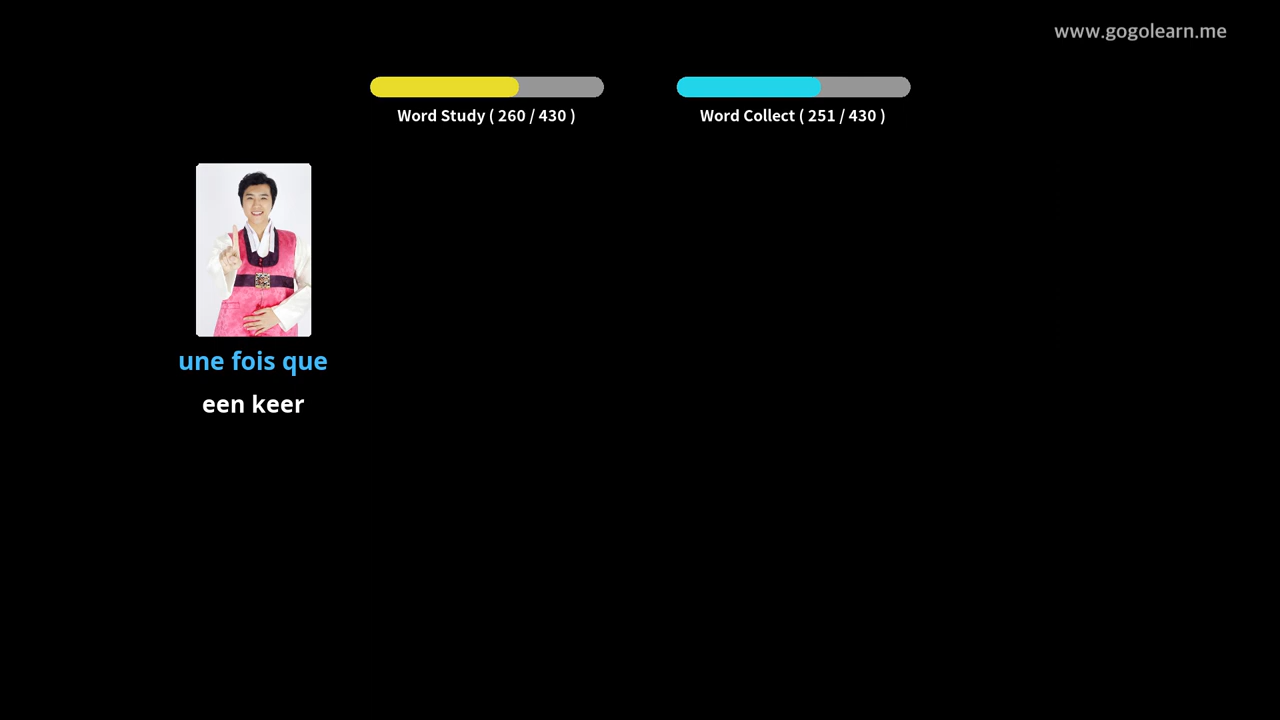 www.gogolearn.me
Word Study ( 260 / 430 )
Word Collect ( 251 / 430 )
une fois que
een keer